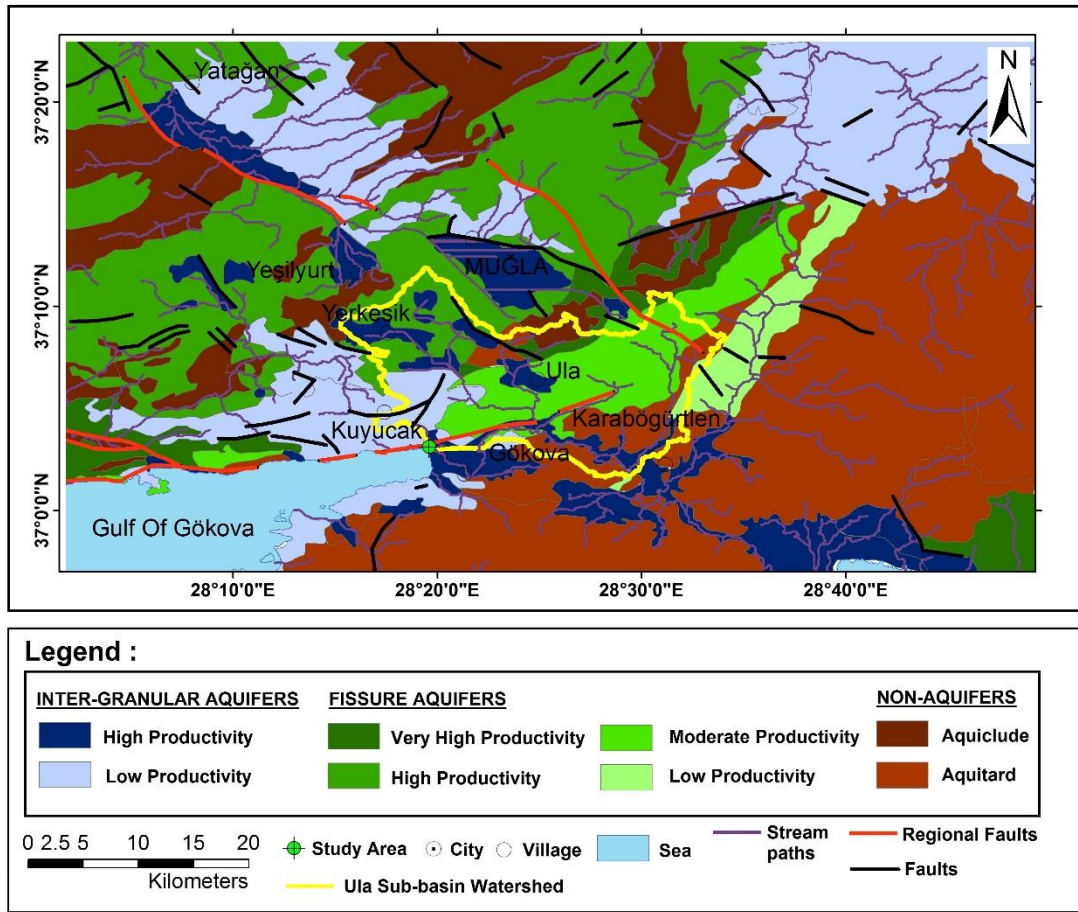 N
Yatağan
37°20'0"N
MUĞLA
Yeşilyurt
37°10'0"N
Yerkesik
Ula
Karabögürtlen
Kuyucak
Gökova
37°0'0"N
Gulf Of Gökova
28°10'0"E 28°20'0"E 28°30'0"E 28°40'0"E
Legend :
INTER-GRANULAR AQUIFERS
High Productivity
Low Productivity
FISSURE AQUIFERS
Very High Productivity
High Productivity
Moderate Productivity
Low Productivity
NON-AQUIFERS
Aquiclude
Aquitard
0 2.5 5 10 15 20
Kilometers
Study Area
City
Village
Sea
Stream
paths
Regional Faults
Faults
Ula Sub-basin Watershed